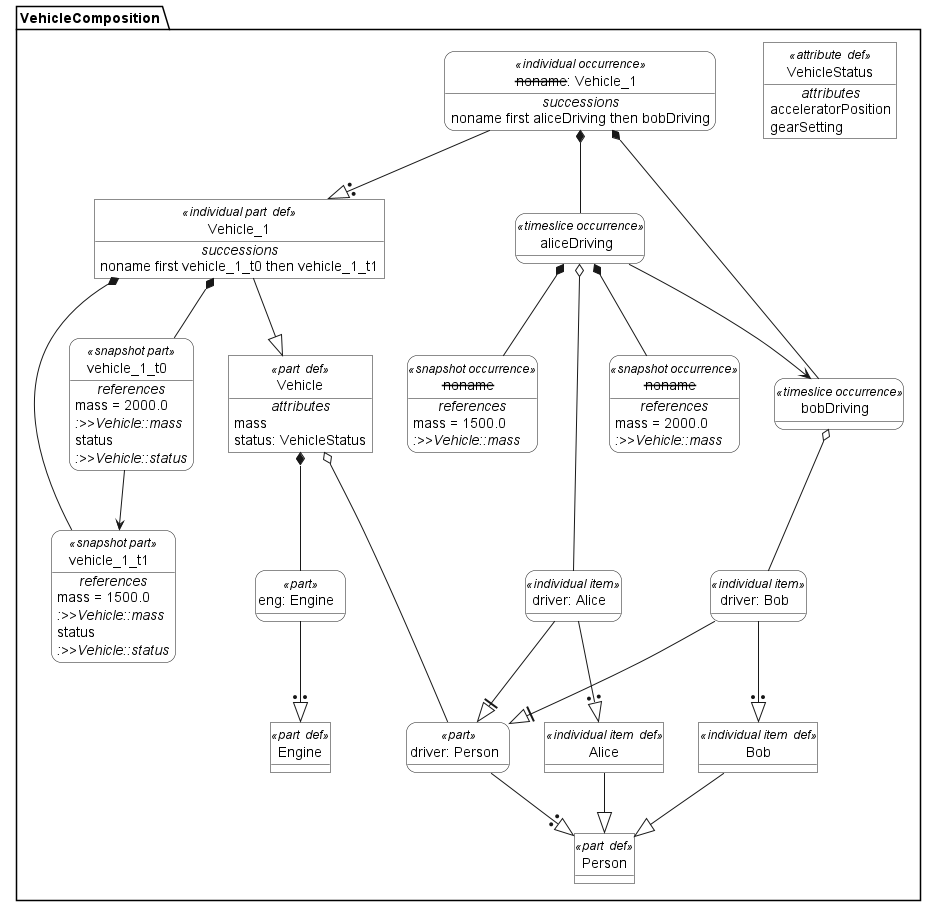 VehicleComposition
«individual occurrence»
noname: Vehicle_1
successions
noname first aliceDriving then bobDriving
«attribute def»
VehicleStatus
attributes
acceleratorPosition
gearSetting
«individual part def»
Vehicle_1
successions
noname first vehicle_1_t0 then vehicle_1_t1
«timeslice occurrence»
aliceDriving
«snapshot part»
vehicle_1_t0
references
mass = 2000.0
:>>Vehicle::mass
status
:>>Vehicle::status
«part def»
Vehicle
attributes
mass
status: VehicleStatus
«snapshot occurrence»
noname
references
mass = 1500.0
:>>Vehicle::mass
«snapshot occurrence»
noname
references
mass = 2000.0
:>>Vehicle::mass
«timeslice occurrence»
bobDriving
«snapshot part»
vehicle_1_t1
references
mass = 1500.0
:>>Vehicle::mass
status
:>>Vehicle::status
«part»
eng: Engine
«individual item»
driver: Alice
«individual item»
driver: Bob
«part def»
Engine
«part»
driver: Person
«individual item def»
Alice
«individual item def»
Bob
«part def»
Person